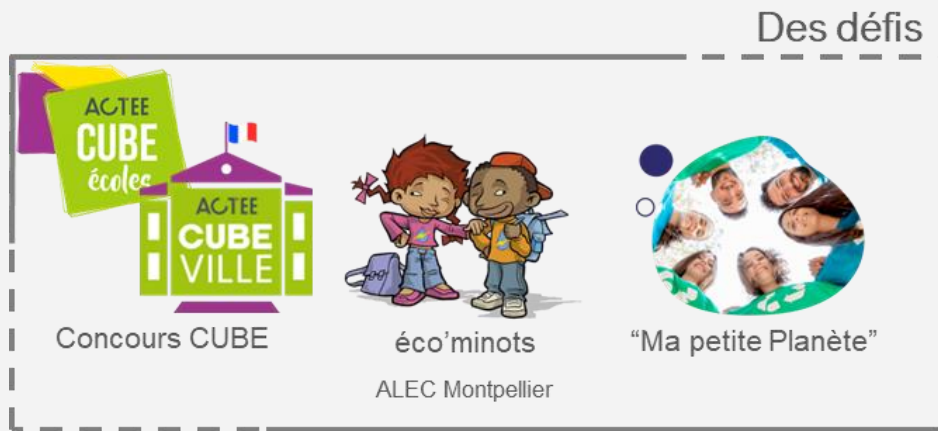 Des défis
ACTEE
CUBE
écoles
ACTEE
CUBE
VILLE
Concours CUBE
éco’minots
“Ma petite Planète”
ALEC Montpellier